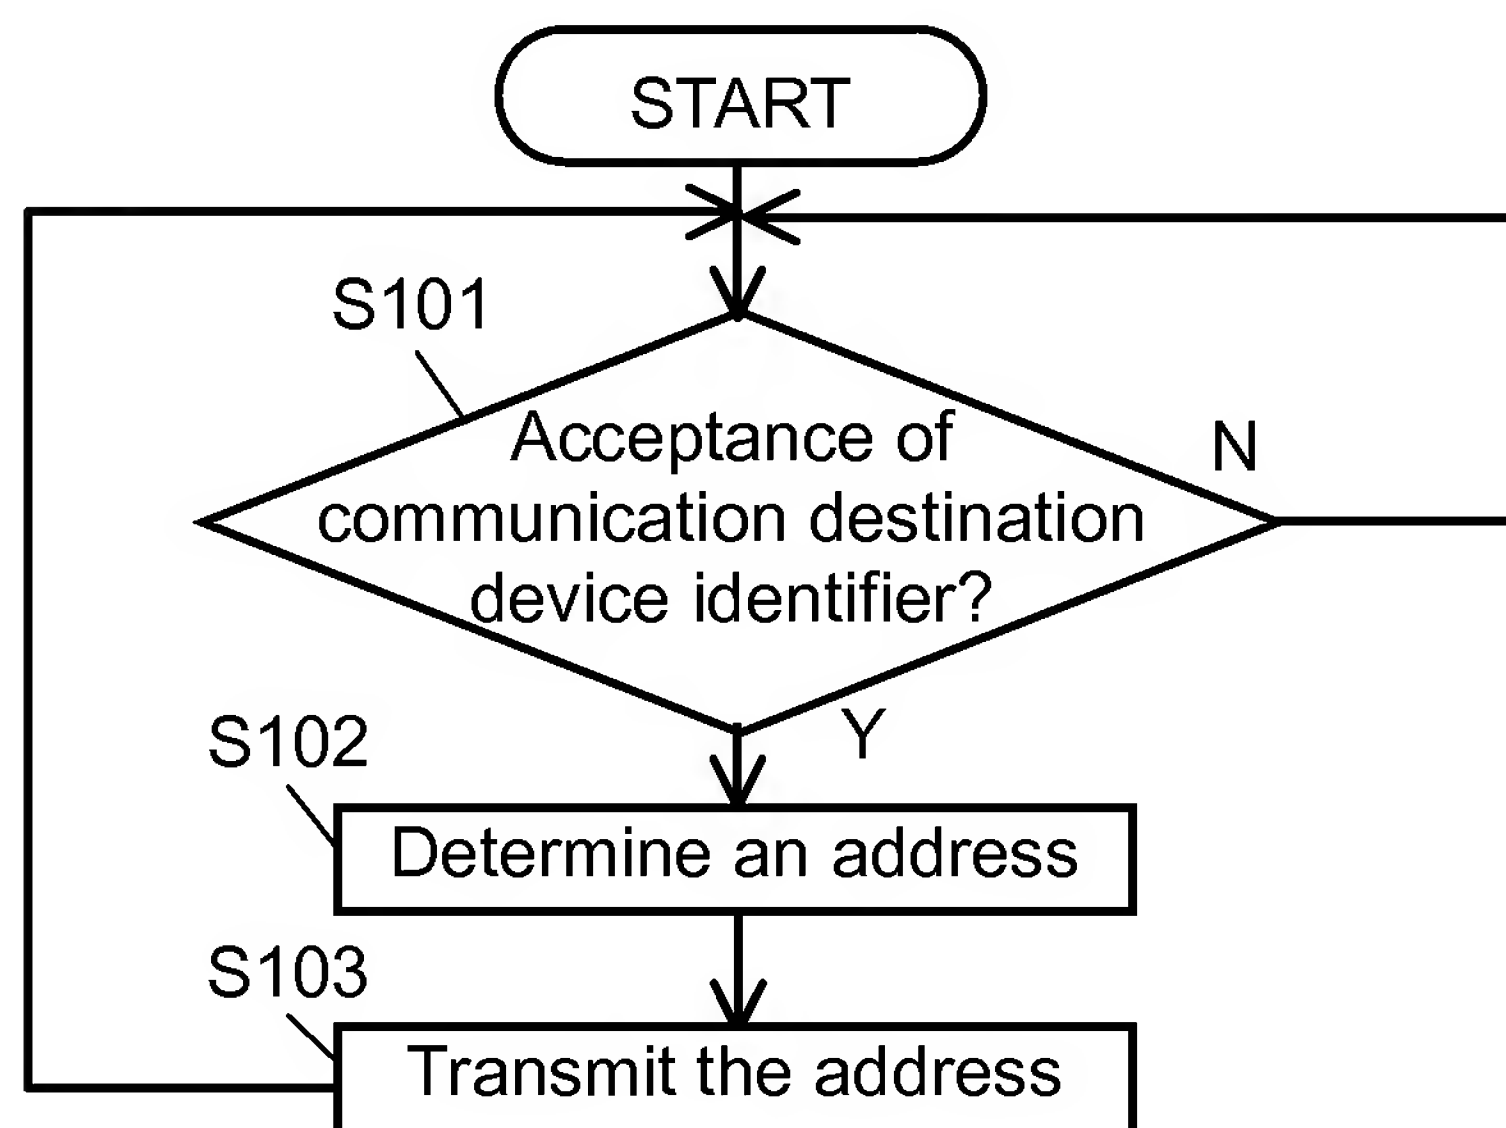 START
S101
Acceptance of
communication destination
device identifier?
N
Y
S102
Determine an address
S103
Transmit the address